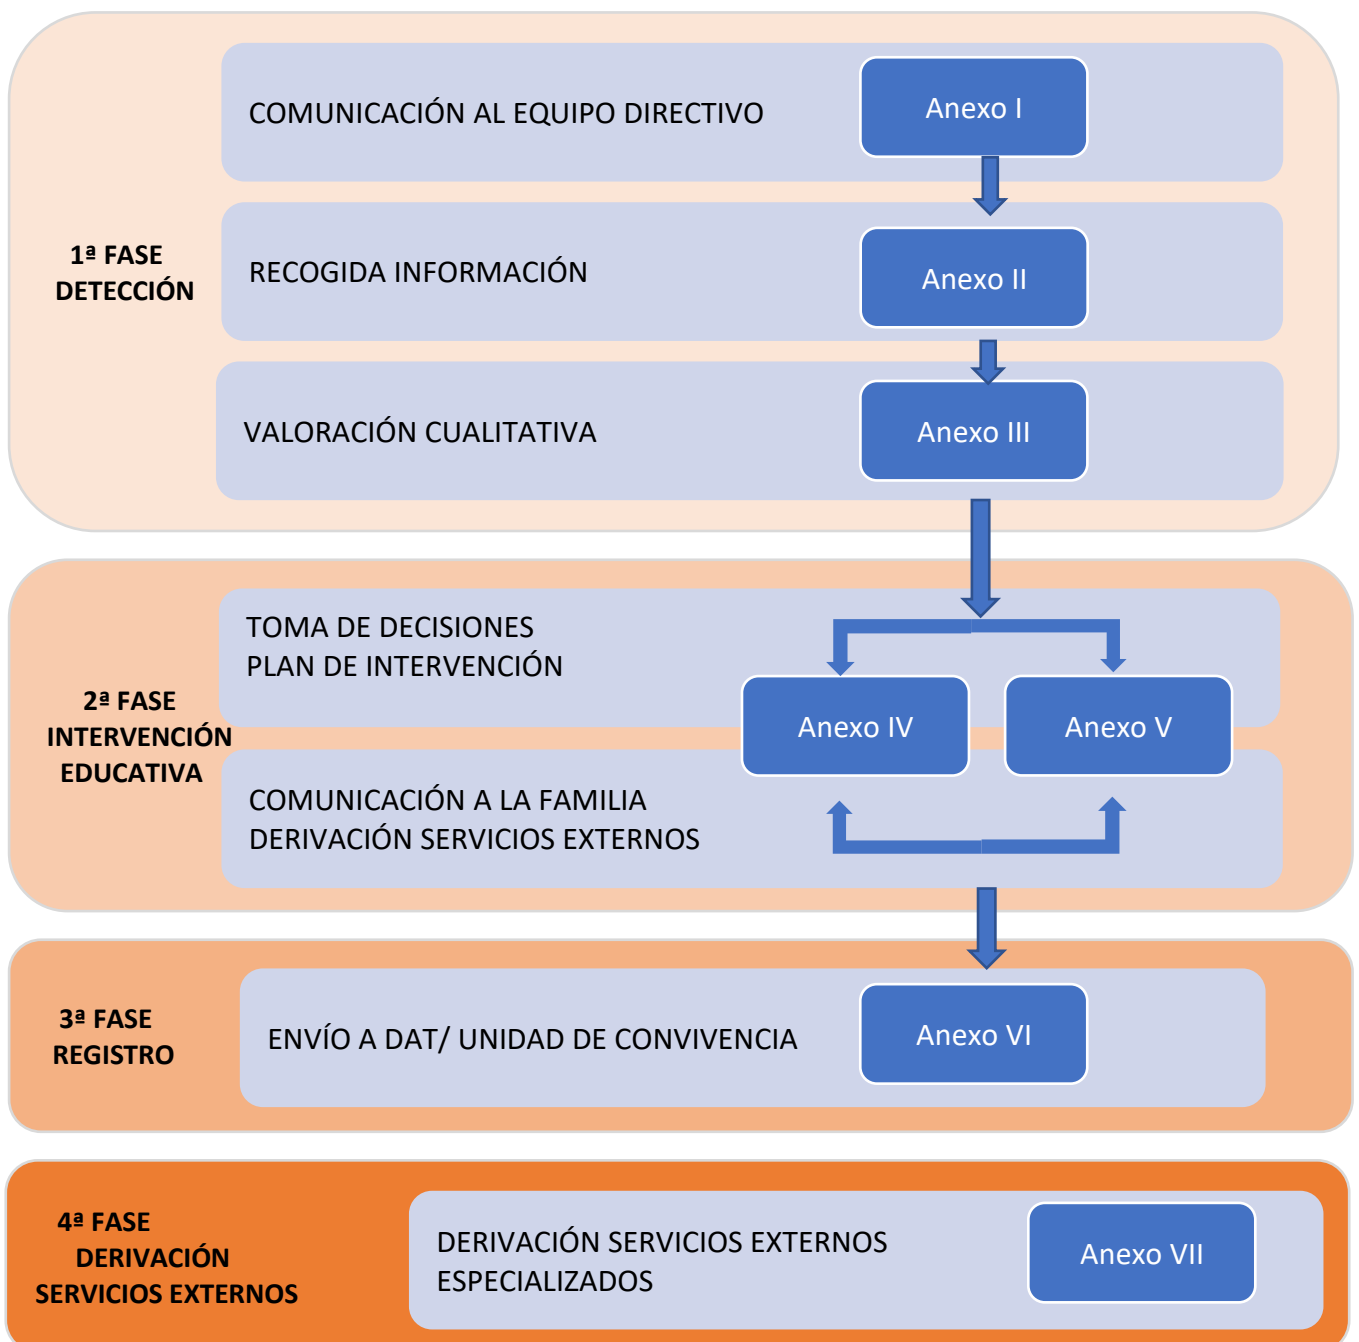 COMUNICACIÓN AL EQUIPO DIRECTIVO
Anexo I
1ª FASE
DETECCIÓN
RECOGIDA INFORMACIÓN
Anexo II
VALORACIÓN CUALITATIVA
Anexo III
TOMA DE DECISIONES
PLAN DE INTERVENCIÓN
2ª FASE
INTERVENCIÓN
EDUCATIVA
Anexo IV
Anexo V
COMUNICACIÓN A LA FAMILIA
DERIVACIÓN SERVICIOS EXTERNOS
3ª FASE
REGISTRO
ENVÍO A DAT/ UNIDAD DE CONVIVENCIA
Anexo VI
4ª FASE
DERIVACIÓN
SERVICIOS EXTERNOS
DERIVACIÓN SERVICIOS EXTERNOS
ESPECIALIZADOS
Anexo VII